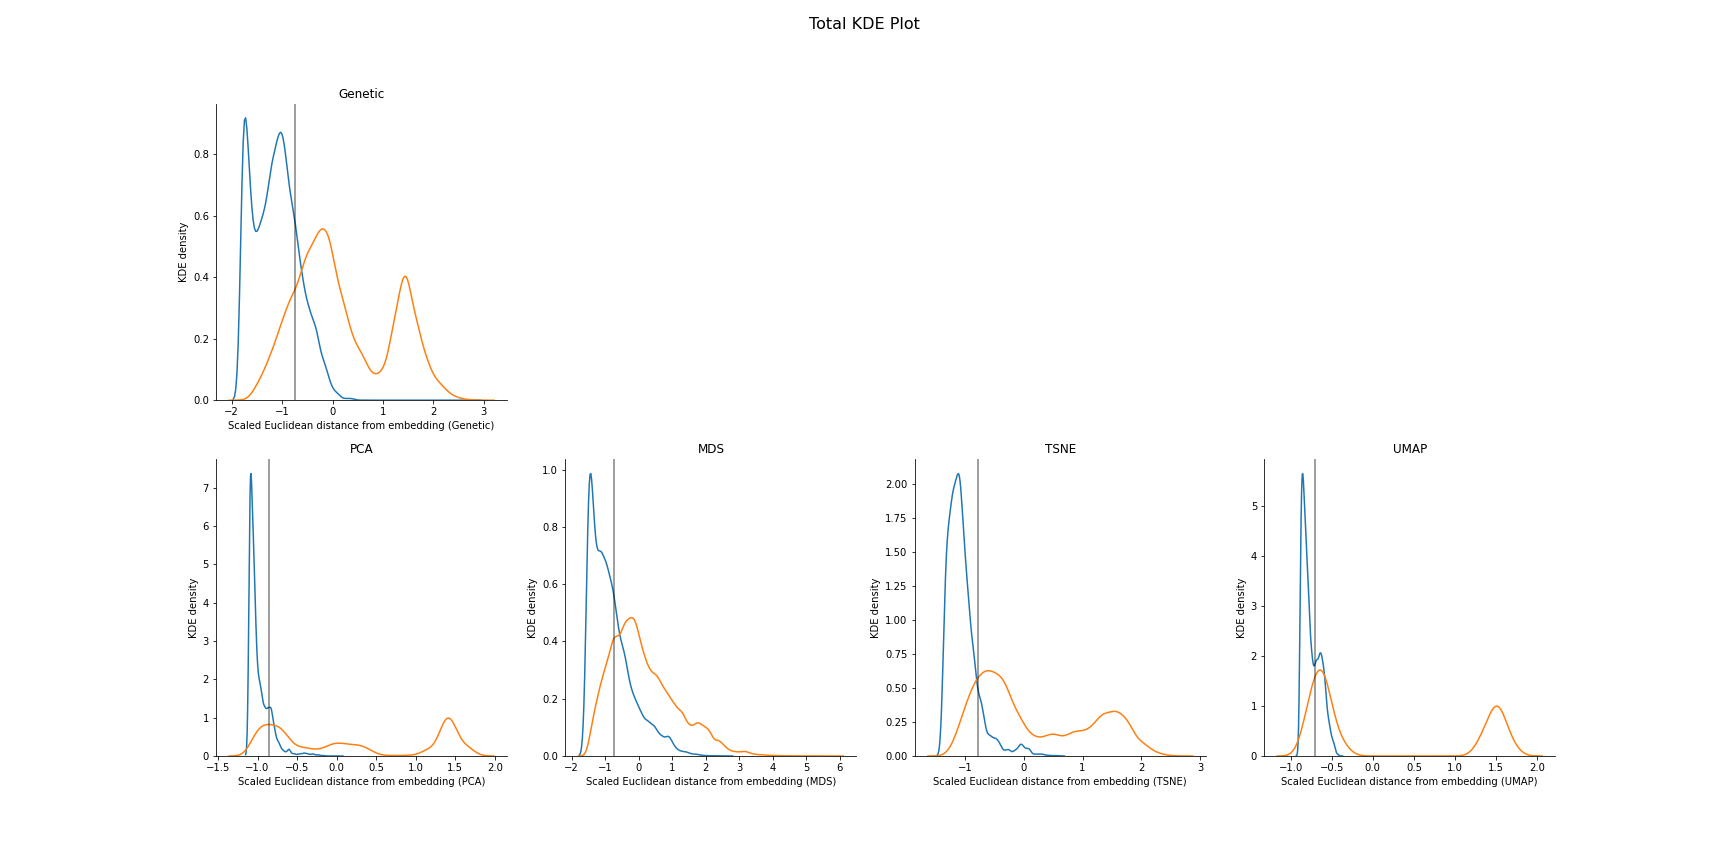 Total KDE Plot
Genetic
KDE density
0.8
0.6
0.4
0.2
0.0
−2 −1 0 1 2 3
Scaled Euclidean distance from embedding (Genetic)
PCA
KDE density
7
6
5
4
3
2
1
0
−1.5 −1.0 −0.5 0.0 0.5 1.0 1.5 2.0
Scaled Euclidean distance from embedding (PCA)
MDS
KDE density
1.0
0.8
0.6
0.4
0.2
0.0
−2 −1 0 1 2 3 4 5 6
Scaled Euclidean distance from embedding (MDS)
TSNE
KDE density
2.00
1.75
1.50
1.25
1.00
0.75
0.50
0.25
0.00
−1 0 1 2 3
Scaled Euclidean distance from embedding (TSNE)
UMAP
KDE density
5
4
3
2
1
0
−1.0 −0.5 0.0 0.5 1.0 1.5 2.0
Scaled Euclidean distance from embedding (UMAP)